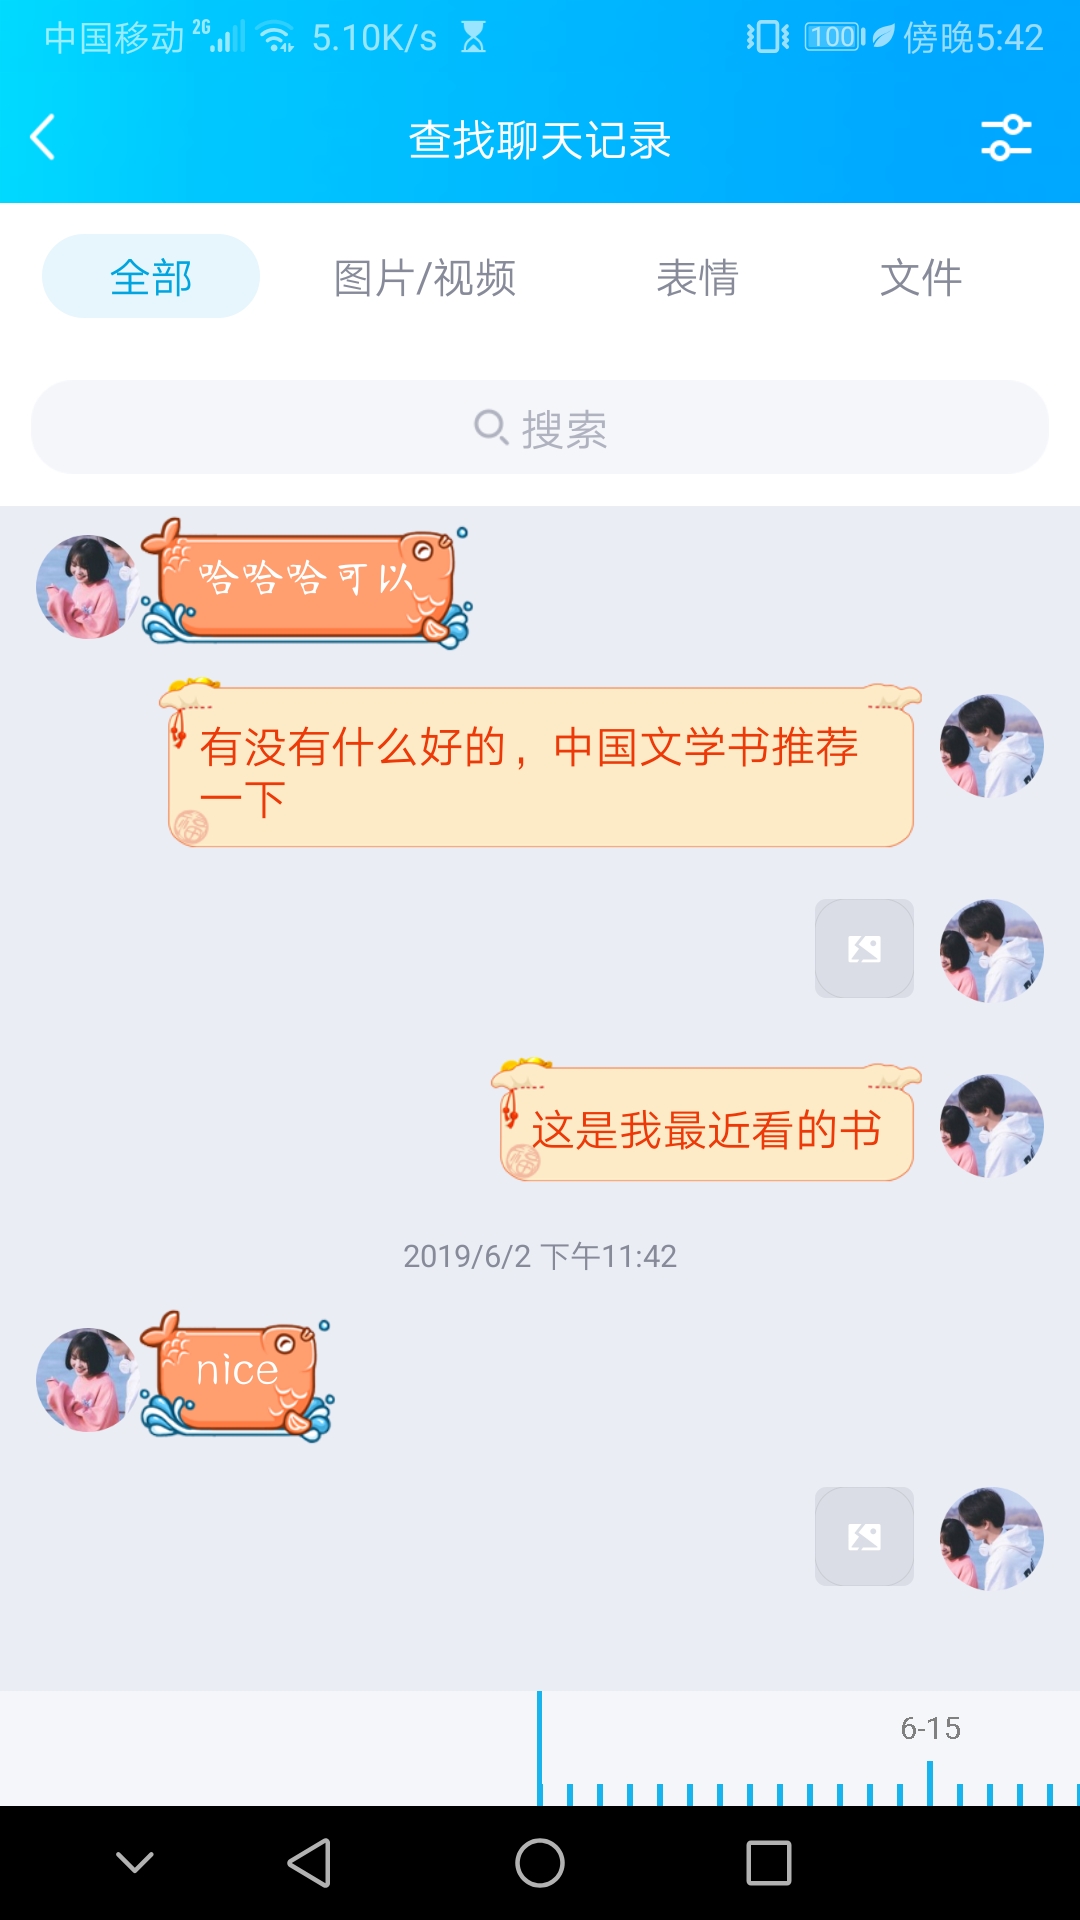 中国移动 2G 5.10K/s 100 傍晚5:42
查找聊天记录
全部 图片/视频 表情 文件
搜索
哈哈哈可以
有没有什么好的，中国文学书推荐
一下
福
这是我最近看的书
福
2019/6/2 下午11:42
nice
6-15